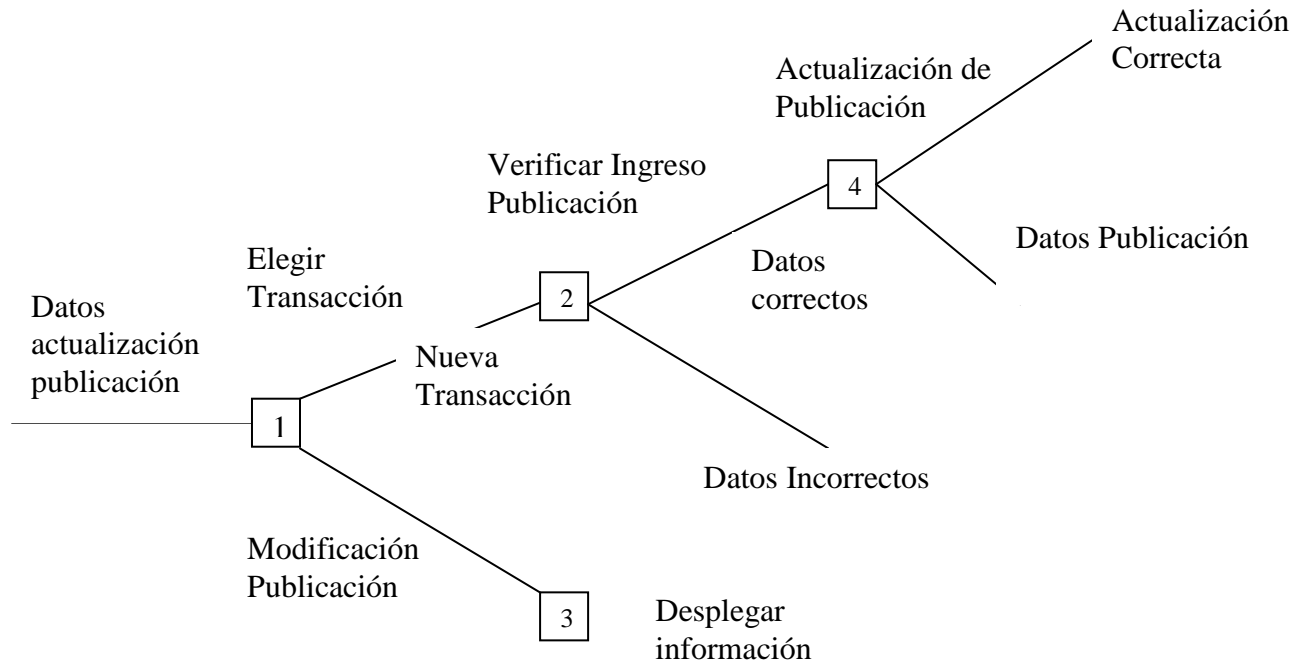 Actualización
Correcta
Actualización de
Publicación
4
Verificar Ingreso
Publicación
Datos Publicación
Datos
correctos
Elegir
Transacción
2
Datos
actualización
publicación
Nueva
Transacción
1
Datos Incorrectos
Modificación
Publicación
3
Desplegar
información